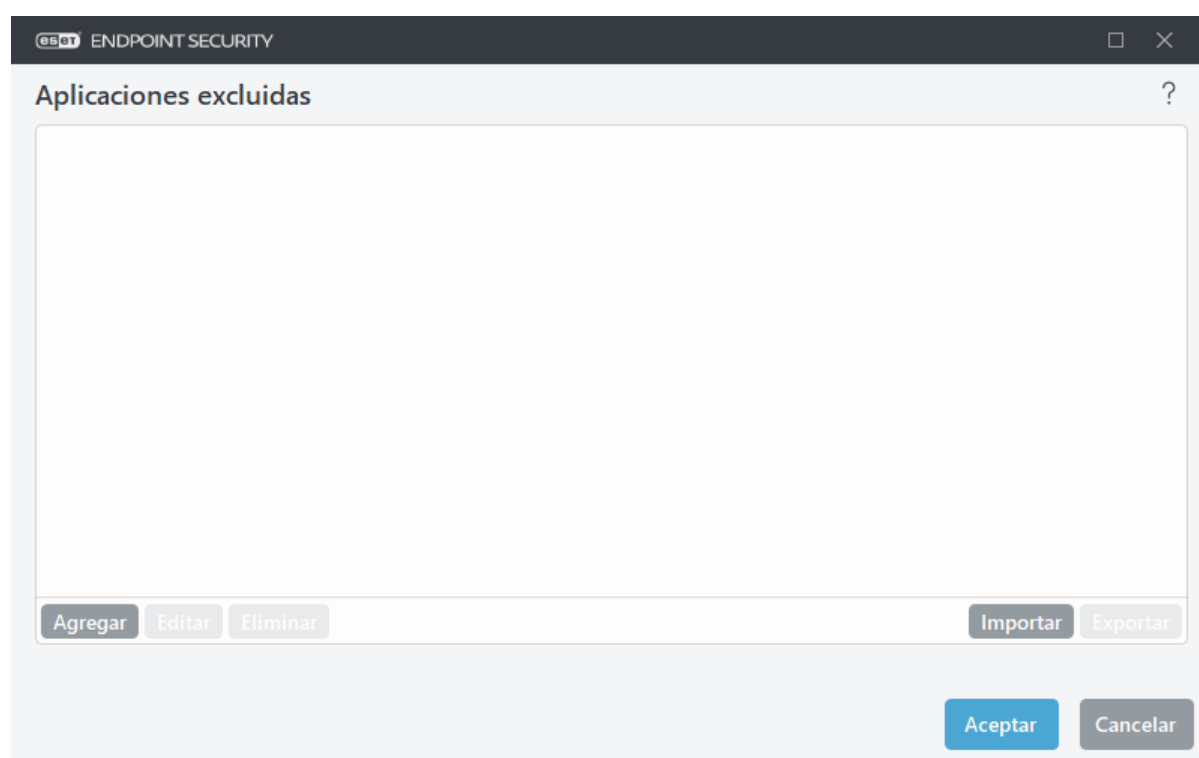 eset ENDPOINT SECURITY
Aplicaciones excluidas
?
Agregar Editar Eliminar Importar Exportar
Aceptar Cancelar